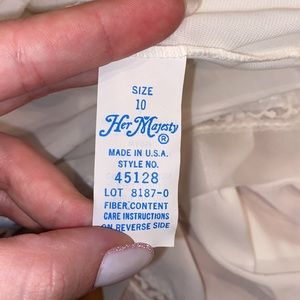 SIZE
10
Her Majesty
®
MADE IN U.S.A.
STYLE NO.
45128
LOT 8187-0
FIBER CONTENT
CARE INSTRUCTIONS
ON REVERSE SIDE